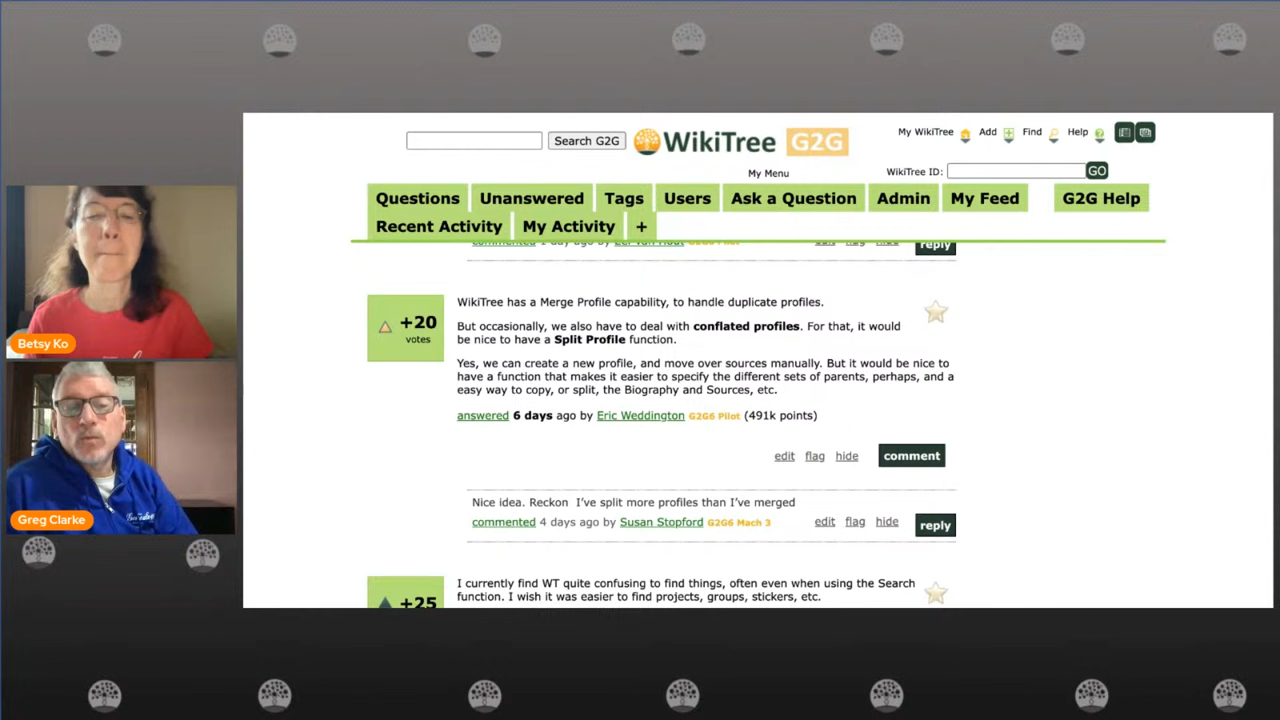 Search G2G
WikiTree G2G
My WikiTree Add Find Help
My Menu
WikiTree ID: GO
Questions Unanswered Tags Users Ask a Question Admin My Feed G2G Help
Recent Activity My Activity +
commented 1 day ago by
reply
+20
votes
WikiTree has a Merge Profile capability, to handle duplicate profiles.
But occasionally, we also have to deal with conflated profiles. For that, it would
be nice to have a Split Profile function.
Yes, we can create a new profile, and move over sources manually. But it would be nice to
have a function that makes it easier to specify the different sets of parents, perhaps, and a
easy way to copy, or split, the Biography and Sources, etc.
answered 6 days ago by Eric Weddington G2G6 Pilot (491k points)
edit flag hide comment
Nice idea. Reckon I've split more profiles than I've merged
commented 4 days ago by Susan Stopford G2G6 Mach 3 edit flag hide reply
+25
I currently find WT quite confusing to find things, often even when using the Search
function. I wish it was easier to find projects, groups, stickers, etc.
Betsy Ko
Greg Clarke